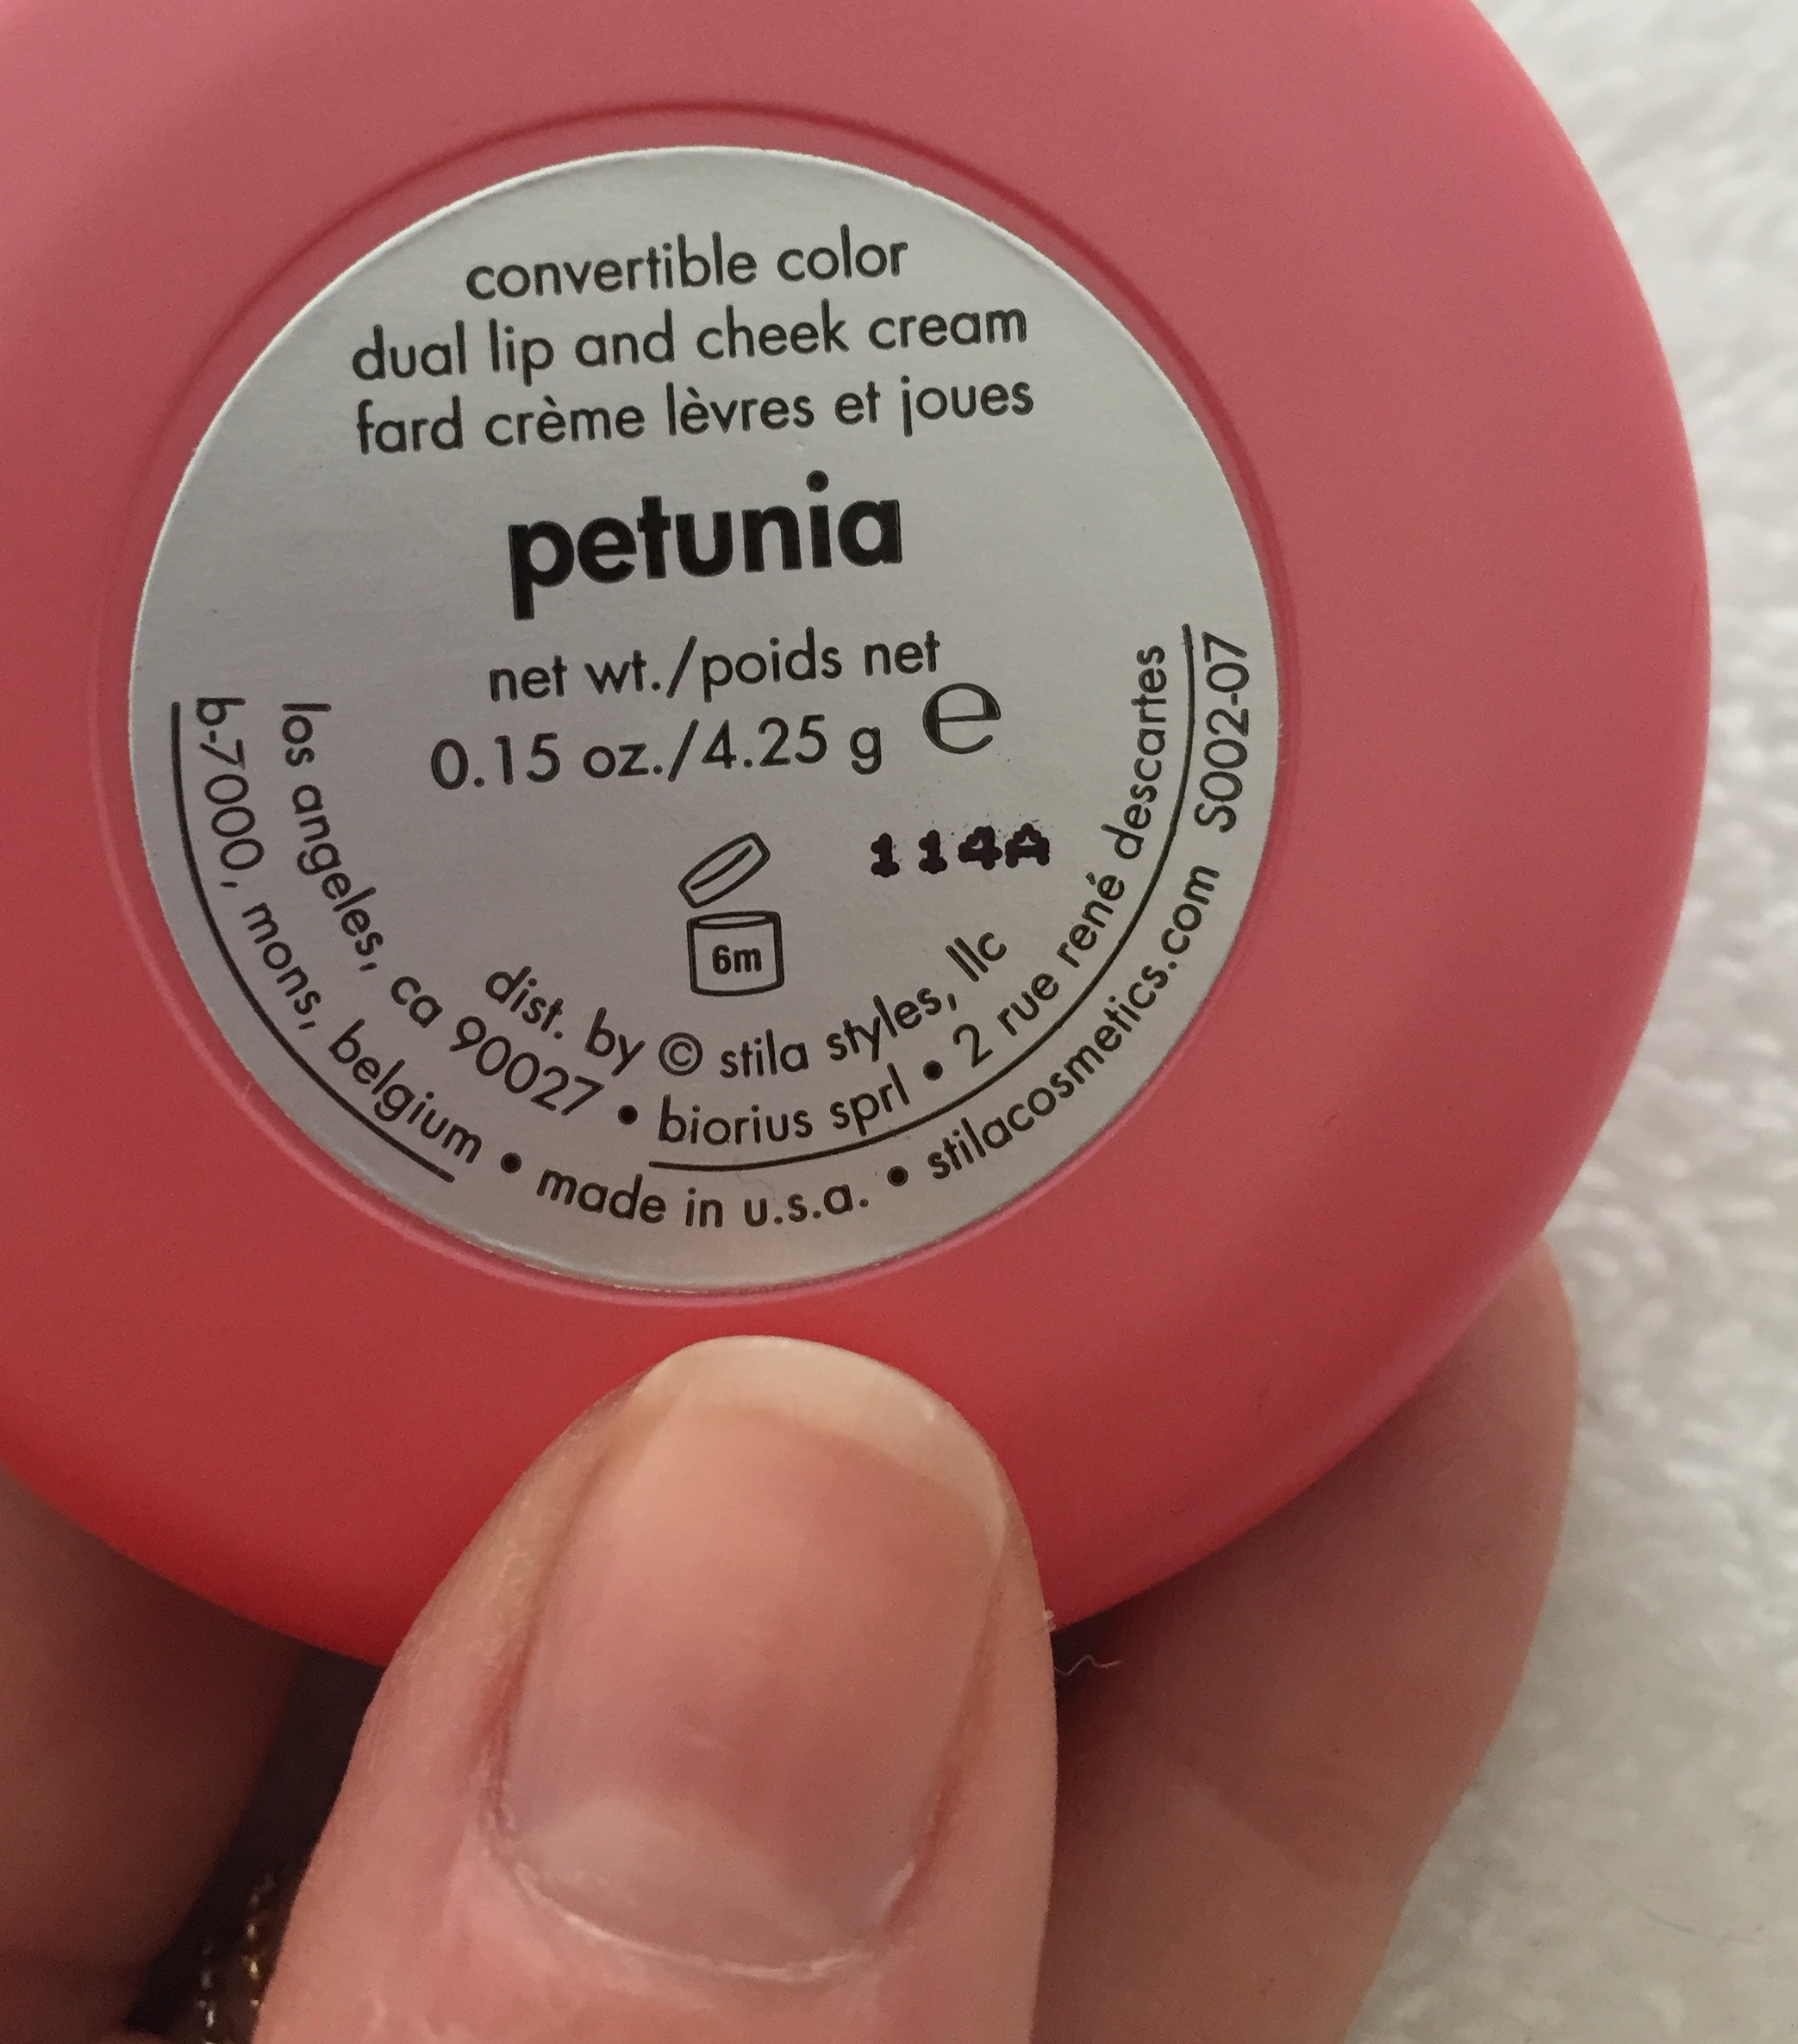 convertible color
dual lip and cheek cream
fard crème lèvres et joues
petunia
net wt./poids net
0.15 oz./4.25 g e
114A
6m
dist. by © stila styles, llc
los angeles, ca 90027 • biorius sprl • 2 rue rené descartes
b-7000, mons, belgium • made in u.s.a. • stilacosmetics.com S002-07